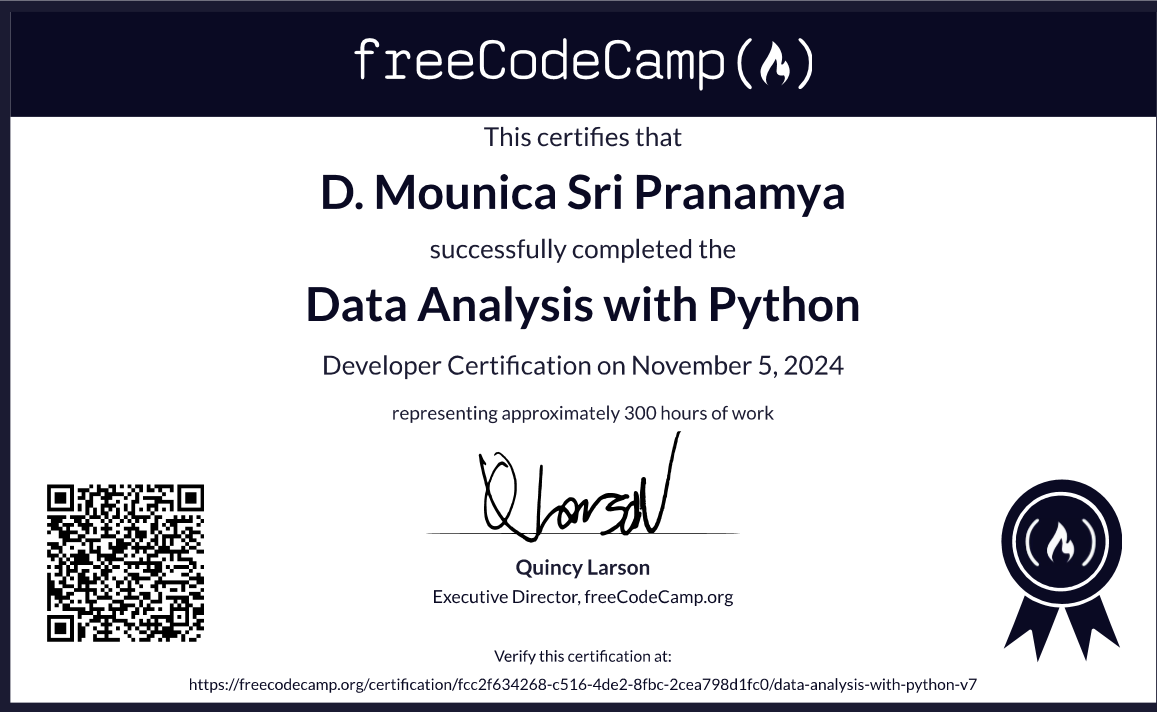 freeCodeCamp(🔥)
This certifies that
D. Mounica Sri Pranamya
successfully completed the
Data Analysis with Python
Developer Certification on November 5, 2024
representing approximately 300 hours of work
Q Larson
Quincy Larson
Executive Director, freeCodeCamp.org
Verify this certification at:
https://freecodecamp.org/certification/fcc2f634268-c516-4de2-8fbc-2cea798d1fc0/data-analysis-with-python-v7